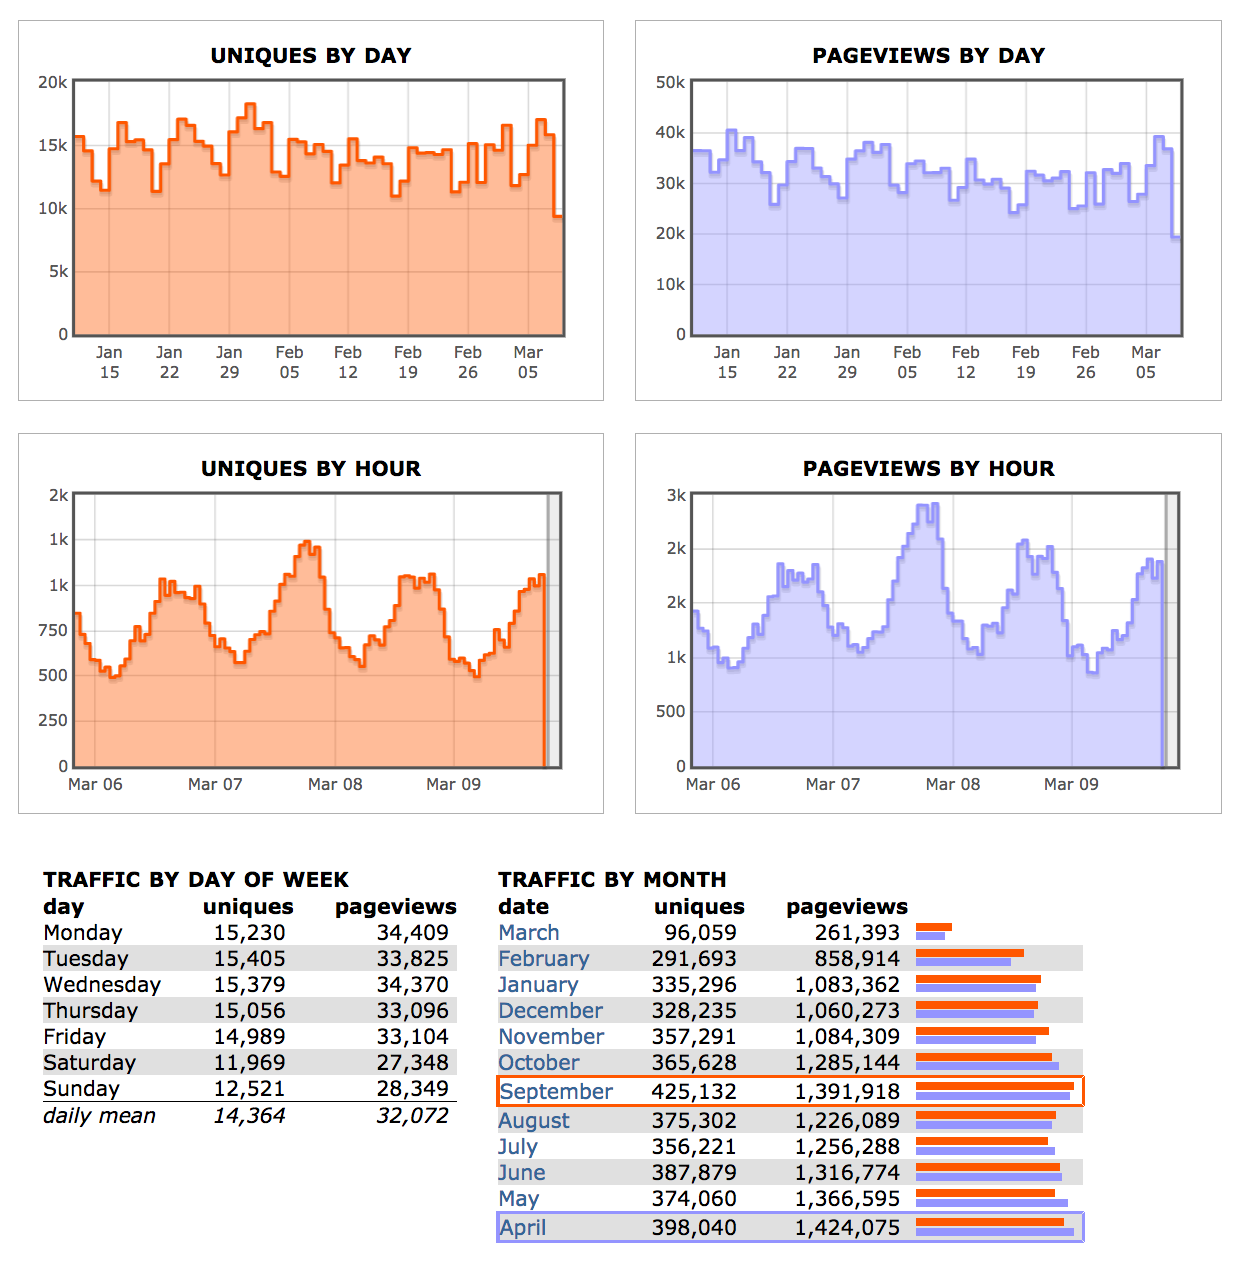 UNIQUES BY DAY
20k
15k
10k
5k
0
Jan 15
Jan 22
Jan 29
Feb 05
Feb 12
Feb 19
Feb 26
Mar 05
PAGEVIEWS BY DAY
50k
40k
30k
20k
10k
0
Jan 15
Jan 22
Jan 29
Feb 05
Feb 12
Feb 19
Feb 26
Mar 05
UNIQUES BY HOUR
2k
1k
1k
750
500
250
0
Mar 06 Mar 07 Mar 08 Mar 09
PAGEVIEWS BY HOUR
3k
2k
2k
1k
500
0
Mar 06 Mar 07 Mar 08 Mar 09
TRAFFIC BY DAY OF WEEK
day uniques pageviews
Monday 15,230 34,409
Tuesday 15,405 33,825
Wednesday 15,379 34,370
Thursday 15,056 33,096
Friday 14,989 33,104
Saturday 11,969 27,348
Sunday 12,521 28,349
daily mean 14,364 32,072
TRAFFIC BY MONTH
date uniques pageviews
March 96,059 261,393
February 291,693 858,914
January 335,296 1,083,362
December 328,235 1,060,273
November 357,291 1,084,309
October 365,628 1,285,144
September 425,132 1,391,918
August 375,302 1,226,089
July 356,221 1,256,288
June 387,879 1,316,774
May 374,060 1,366,595
April 398,040 1,424,075